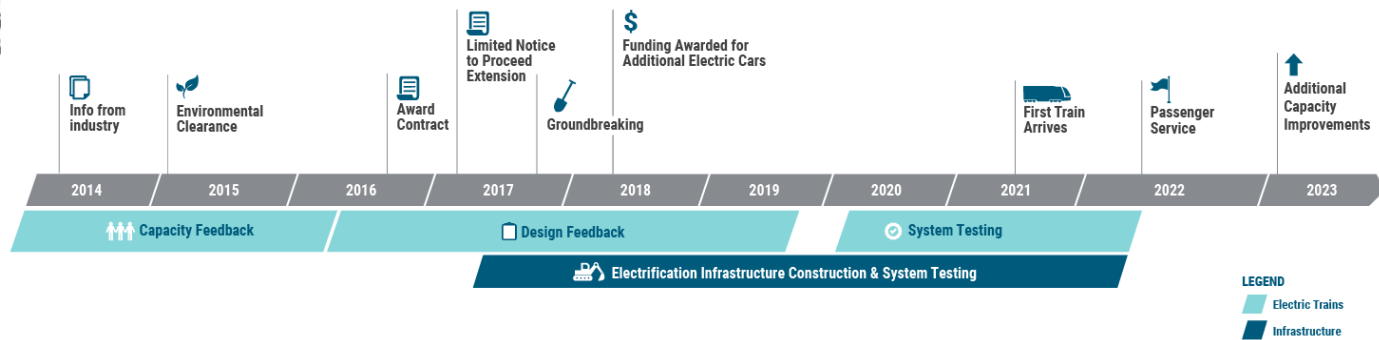 Limited Notice
to Proceed
Extension
$
Funding Awarded for
Additional Electric Cars
Info from
industry
Environmental
Clearance
Award
Contract
Groundbreaking
First Train
Arrives
Passenger
Service
Additional
Capacity
Improvements
2014 2015 2016 2017 2018 2019 2020 2021 2022 2023
Capacity Feedback
Design Feedback
System Testing
Electrification Infrastructure Construction & System Testing
LEGEND
Electric Trains
Infrastructure